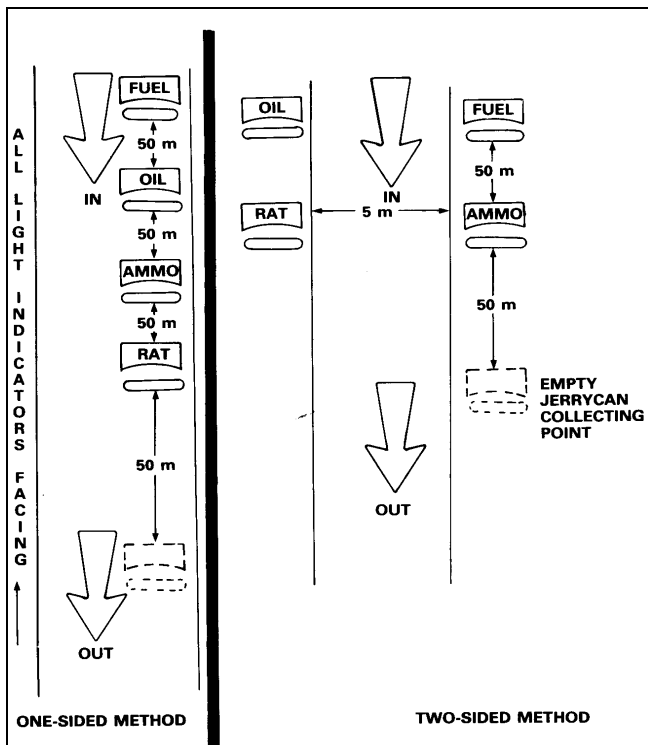 ALL LIGHT INDICATORS FACING
IN
FUEL
50 m
OIL
50 m
AMMO
50 m
RAT
50 m
OUT
ONE-SIDED METHOD
OIL
IN
FUEL
50 m
RAT
5 m
AMMO
50 m
EMPTY
JERRYCAN
COLLECTING
POINT
OUT
TWO-SIDED METHOD